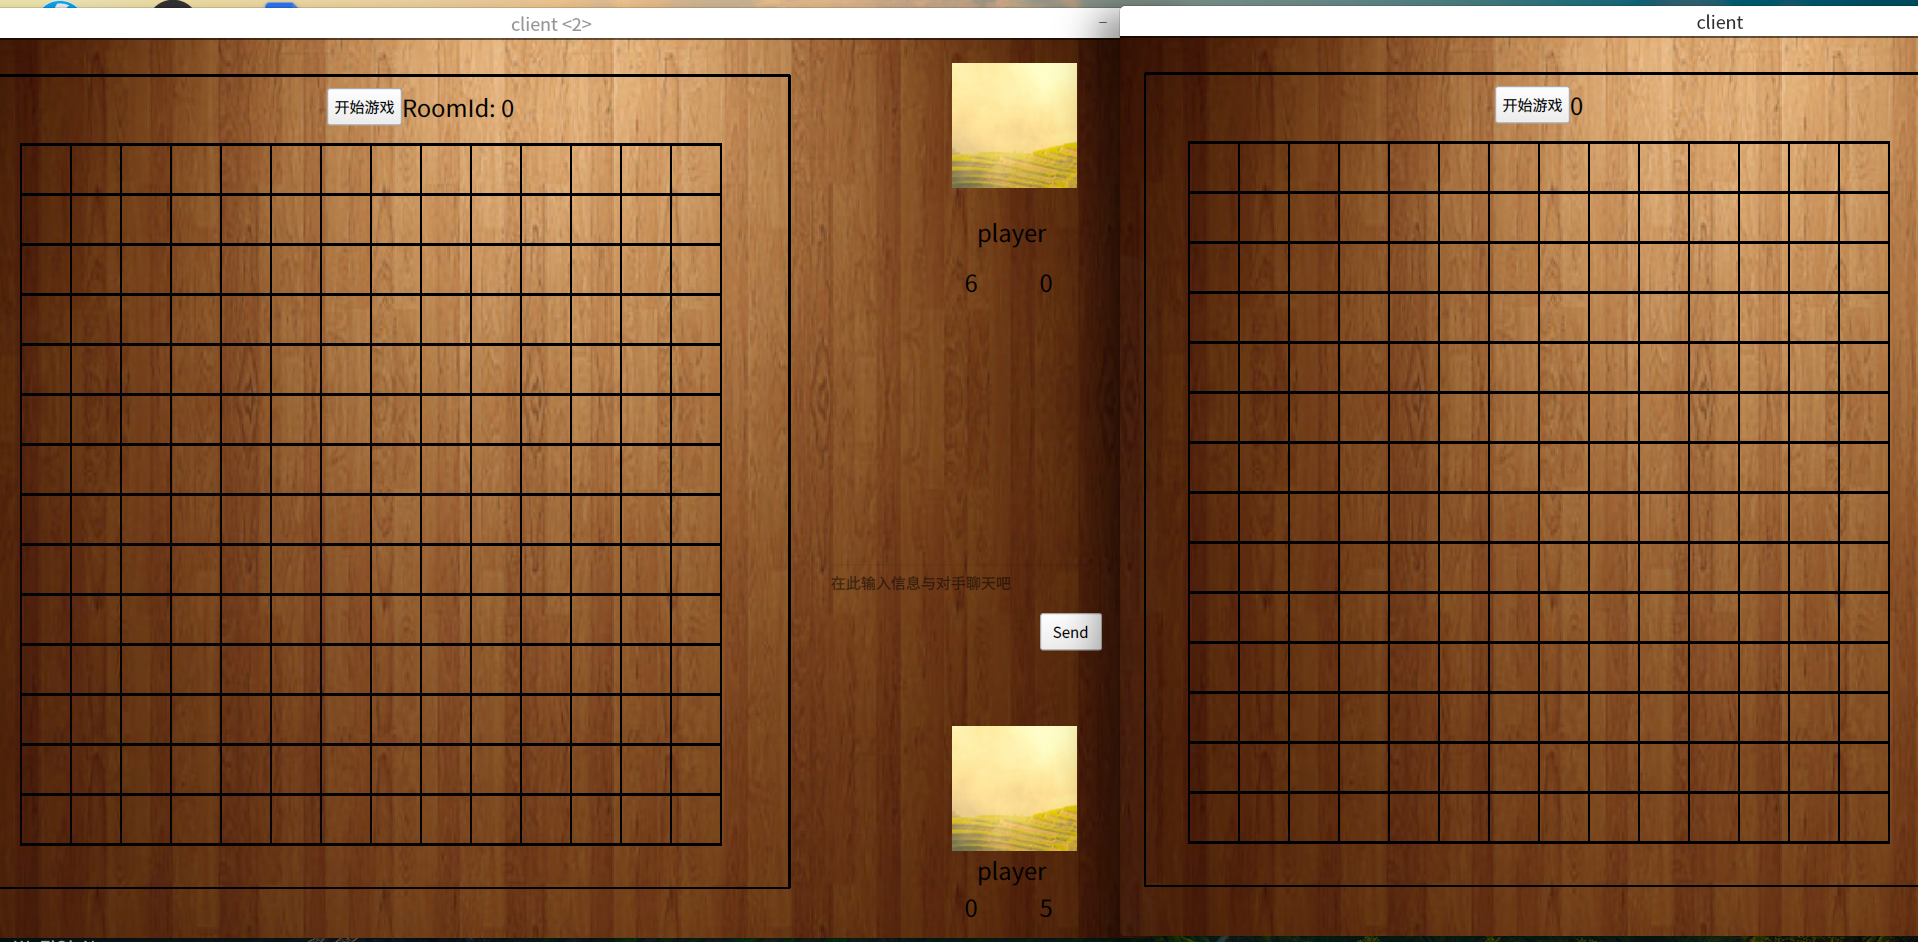 client <2>
开始游戏 RoomId: 0
player
6 0
在此输入信息与对手聊天吧
Send
player
0 5
client
开始游戏 0